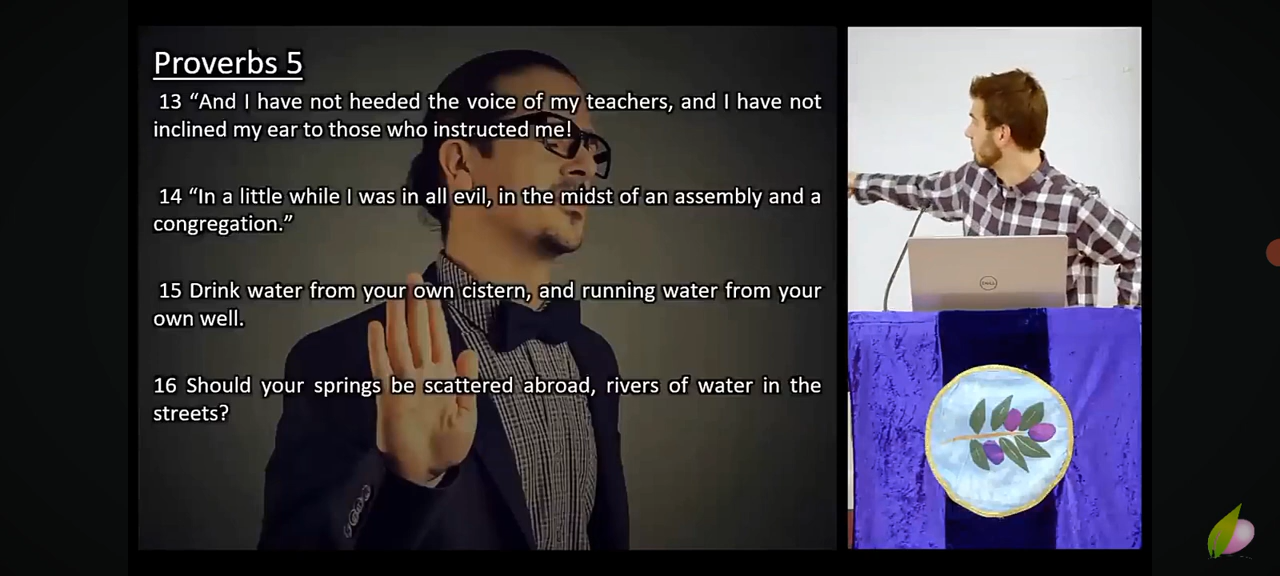 Proverbs 5
13 “And I have not heeded the voice of my teachers, and I have not
inclined my ear to those who instructed me!
14 “In a little while I was in all evil, in the midst of an assembly and a
congregation.”
15 Drink water from your own cistern, and running water from your
own well.
16 Should your springs be scattered abroad, rivers of water in the
streets?
DELL